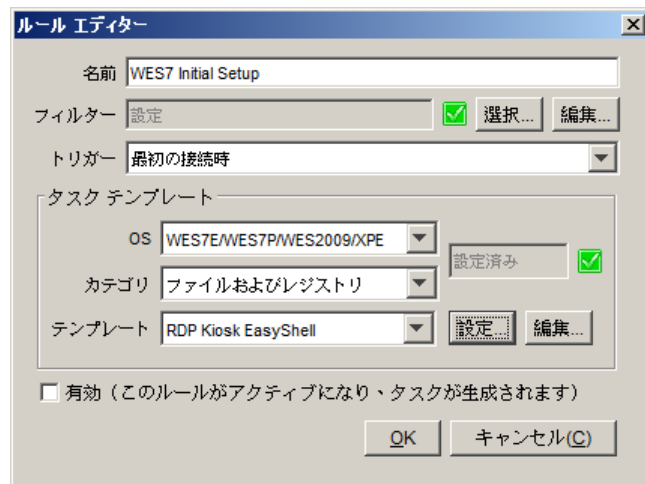 ルール エディター
名前 WES7 Initial Setup
フィルター 設定 選択... 編集...
トリガー 最初の接続時
タスク テンプレート
OS WES7E/WES7P/WES2009/XPE
設定済み
カテゴリ ファイルおよびレジストリ
テンプレート RDP Kiosk EasyShell 設定... 編集...
有効（このルールがアクティブになり、タスクが生成されます）
OK キャンセル(C)